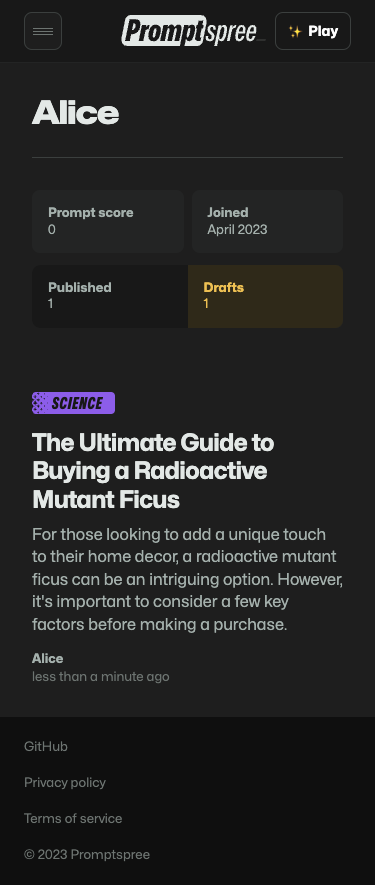 Promptspree
✨ Play
Alice
Prompt score
0
Joined
April 2023
Published
1
Drafts
1
SCIENCE
The Ultimate Guide to
Buying a Radioactive
Mutant Ficus
For those looking to add a unique touch
to their home decor, a radioactive mutant
ficus can be an intriguing option. However,
it's important to consider a few key
factors before making a purchase.
Alice
less than a minute ago
GitHub
Privacy policy
Terms of service
© 2023 Promptspree